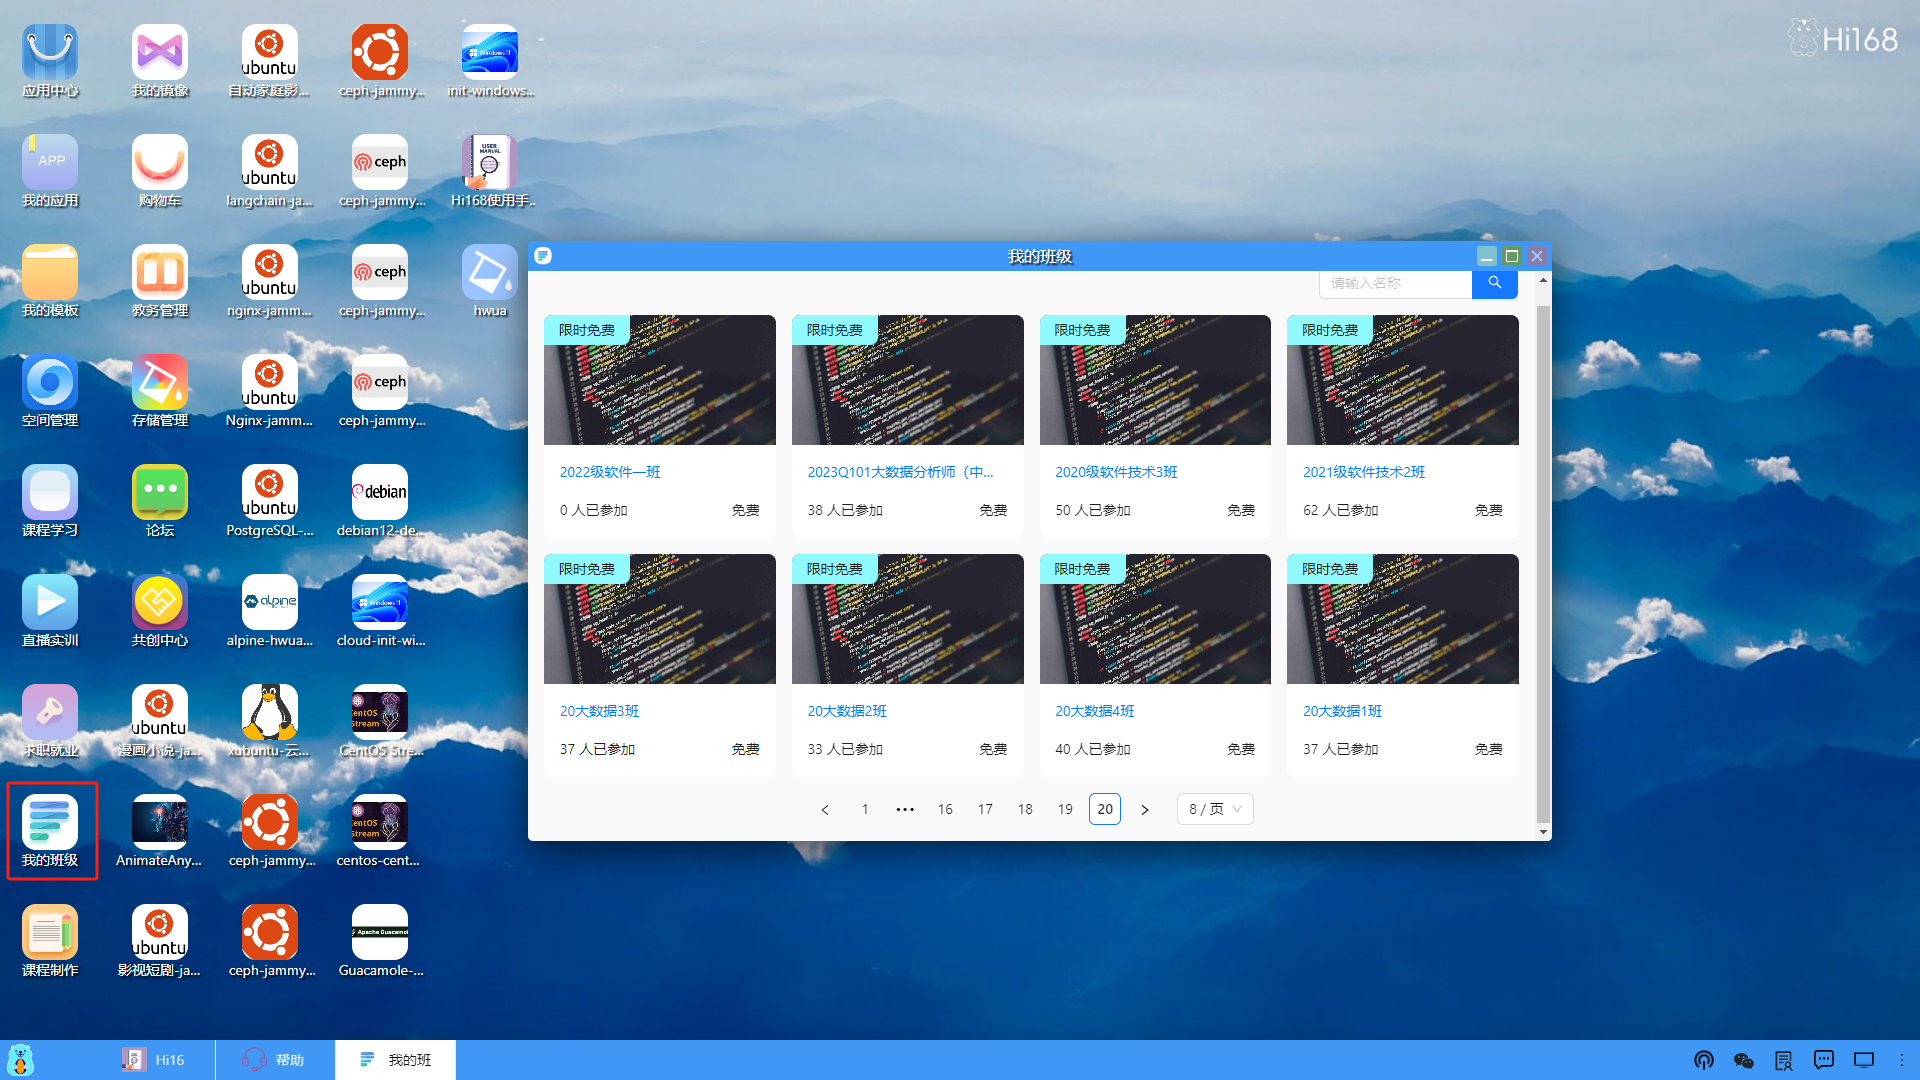 应用中心
我的镜像
ubuntu
自动家庭影...
ceph-jammy...
Windows 11
init-windows...
Hi168
APP
我的应用
购物车
ubuntu
langchain-ja...
ceph
ceph-jammy...
USER
MANUAL
Hi168使用手..
我的模板
教务管理
ubuntu
nginx-jamm...
ceph
ceph-jammy...
hwua
空间管理
存储管理
ubuntu
Nginx-jamm...
ceph
ceph-jammy...
课程学习
论坛
ubuntu
PostgreSQL-...
debian
debian12-de...
直播实训
共创中心
alpine
alpine-hwua...
Windows 11
cloud-init-wi...
求职就业
ubuntu
漫画小说-ja...
xubuntu-云...
CentOS
Stream
CentOS Stre...
我的班级
AnimateAny...
ceph-jammy...
CentOS
Stream
centos-cent...
课程制作
ubuntu
影视短剧-ja...
ceph-jammy...
Apache Guacamol
Guacamole-...
我的班级
请输入名称
限时免费
限时免费
限时免费
限时免费
2022级软件一班
2023Q101大数据分析师（中...
2020级软件技术3班
2021级软件技术2班
0 人已参加 免费
38 人已参加 免费
50 人已参加 免费
62 人已参加 免费
限时免费
限时免费
限时免费
限时免费
20大数据3班
20大数据2班
20大数据4班
20大数据1班
37 人已参加 免费
33 人已参加 免费
40 人已参加 免费
37 人已参加 免费
< 1 ••• 16 17 18 19 20 > 8 / 页
Hi16
帮助
我的班